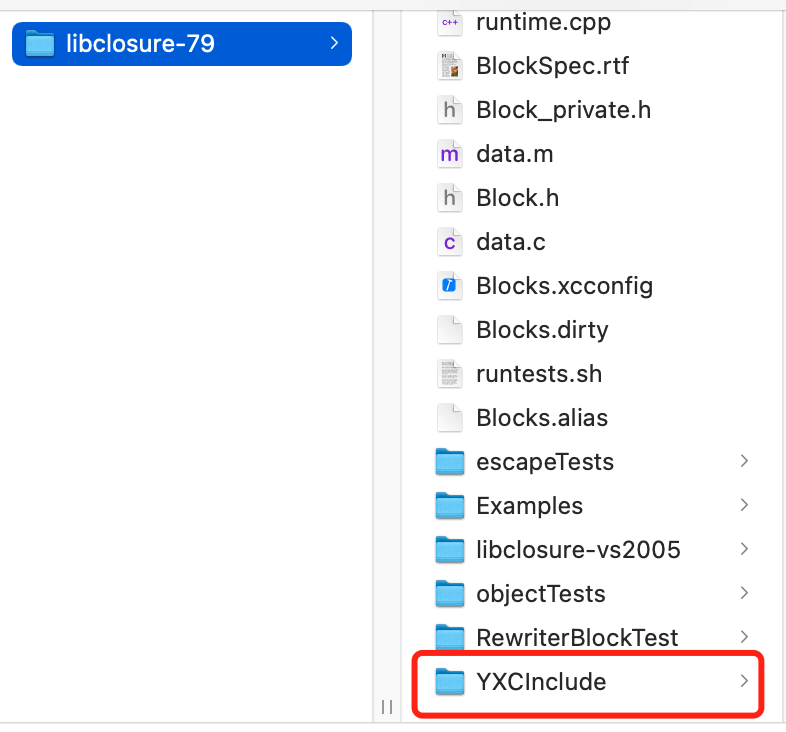 libclosure-79
runtime.cpp
BlockSpec.rtf
Block_private.h
data.m
Block.h
data.c
Blocks.xcconfig
Blocks.dirty
runtests.sh
Blocks.alias
escapeTests
Examples
libclosure-vs2005
objectTests
RewriterBlockTest
YXCInclude